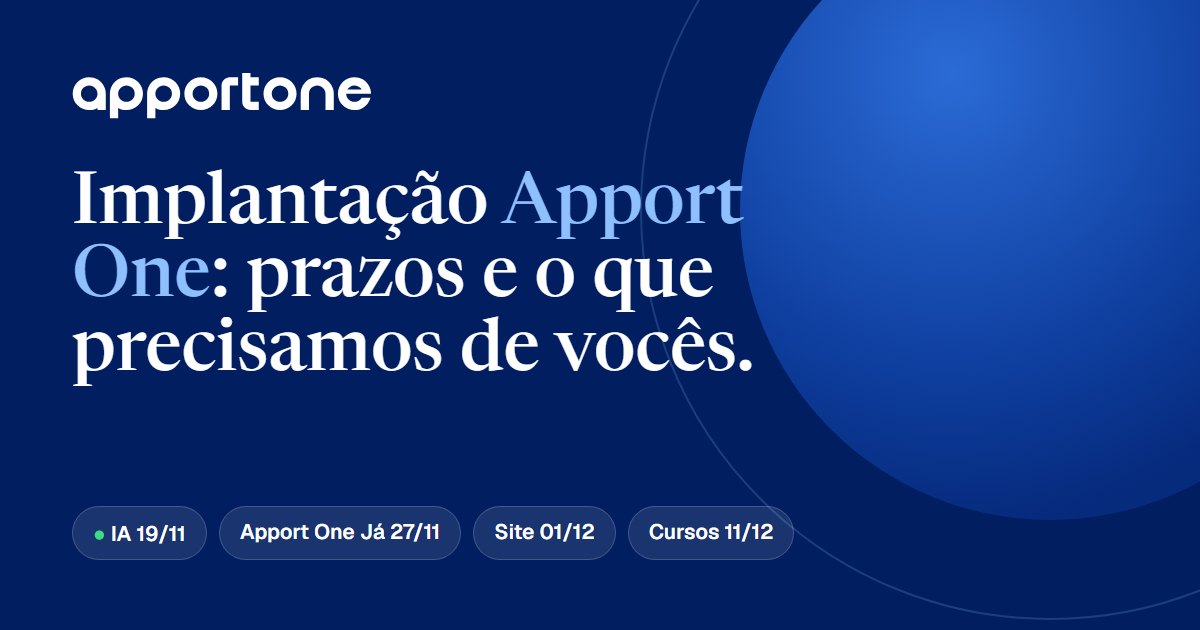 apportone
Implantação Apport
One: prazos e o que
precisamos de vocês.
IA 19/11
Apport One Já 27/11
Site 01/12
Cursos 11/12